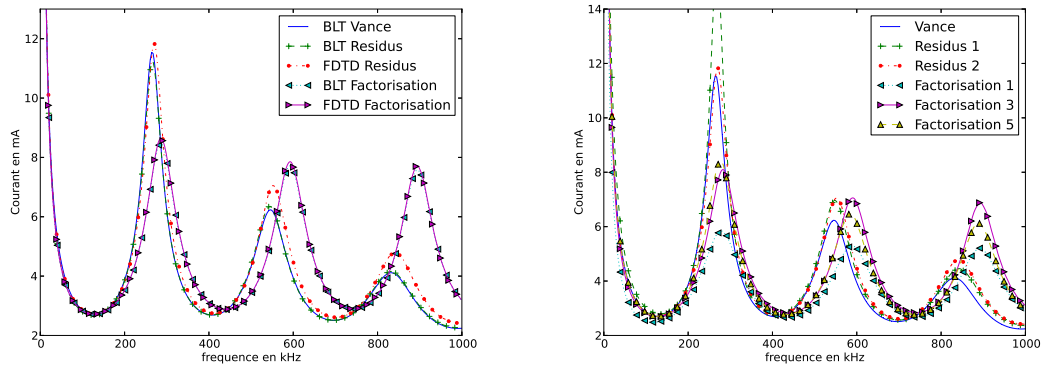 BLT Vance
BLT Residus
FDTD Residus
BLT Factorisation
FDTD Factorisation
12
10
8
6
4
2
Courant en mA
0
200
400
600
800
1000
frequence en kHz
Vance
Residus 1
Residus 2
Factorisation 1
Factorisation 3
Factorisation 5
14
12
10
8
6
4
2
Courant en mA
0
200
400
600
800
1000
frequence en kHz